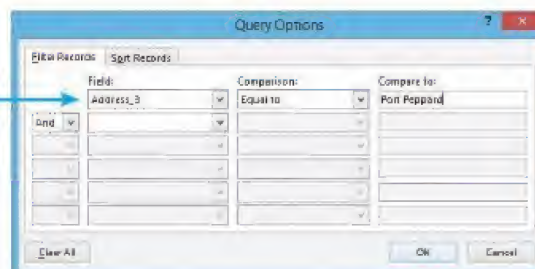 Query Options
?
Filter Records Sort Records
Field: Comparison: Compare to:
Address_3 Equal to Port Peppard
And
Clear All OK Cancel